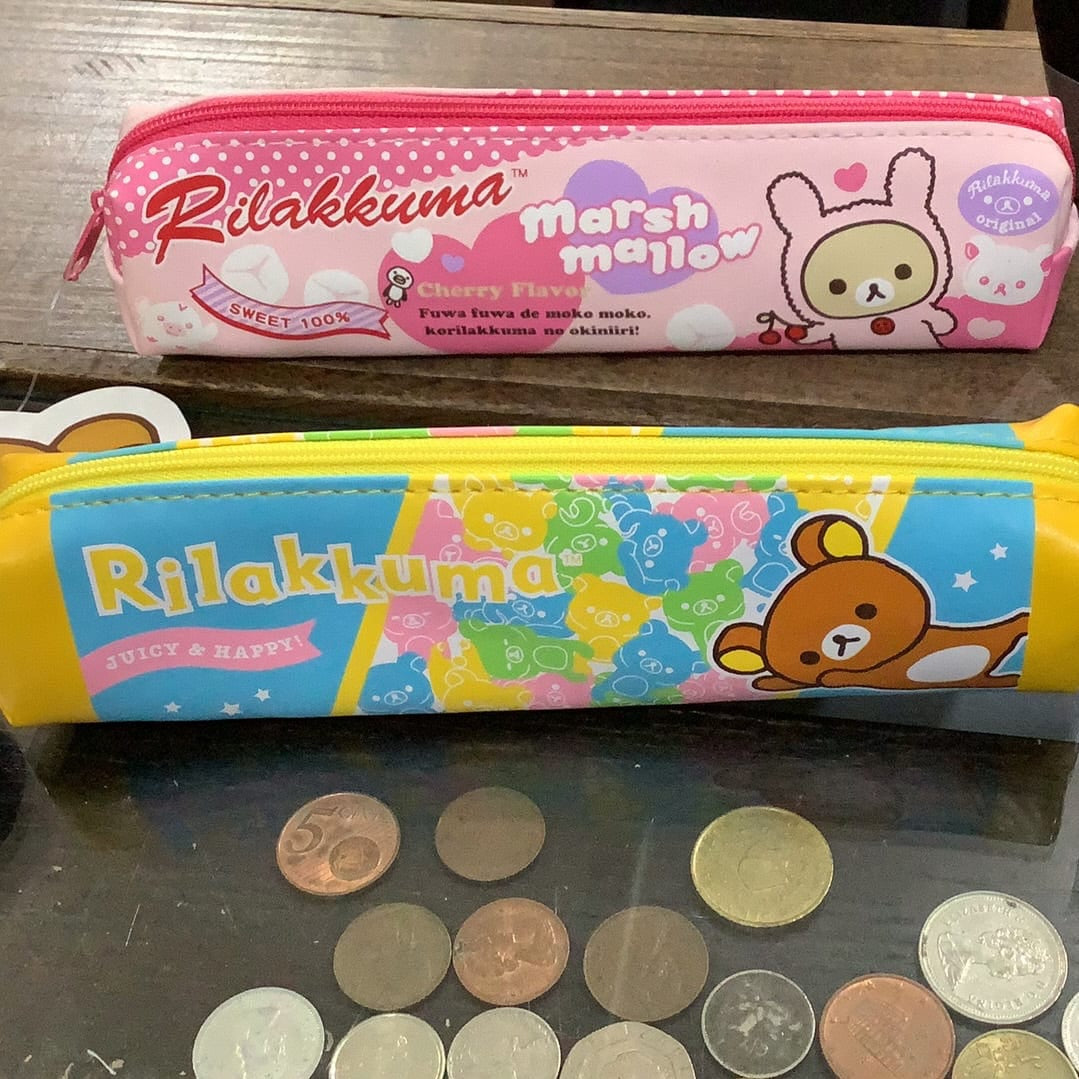 Rilakkuma™
marsh
mallow
Rilakkuma
original
Cherry Flavor
SWEET 100%
Fuwa fuwa de moko moko.
korilakkuma no okiniiri!
Rilakkuma™
JUICY & HAPPY!
5